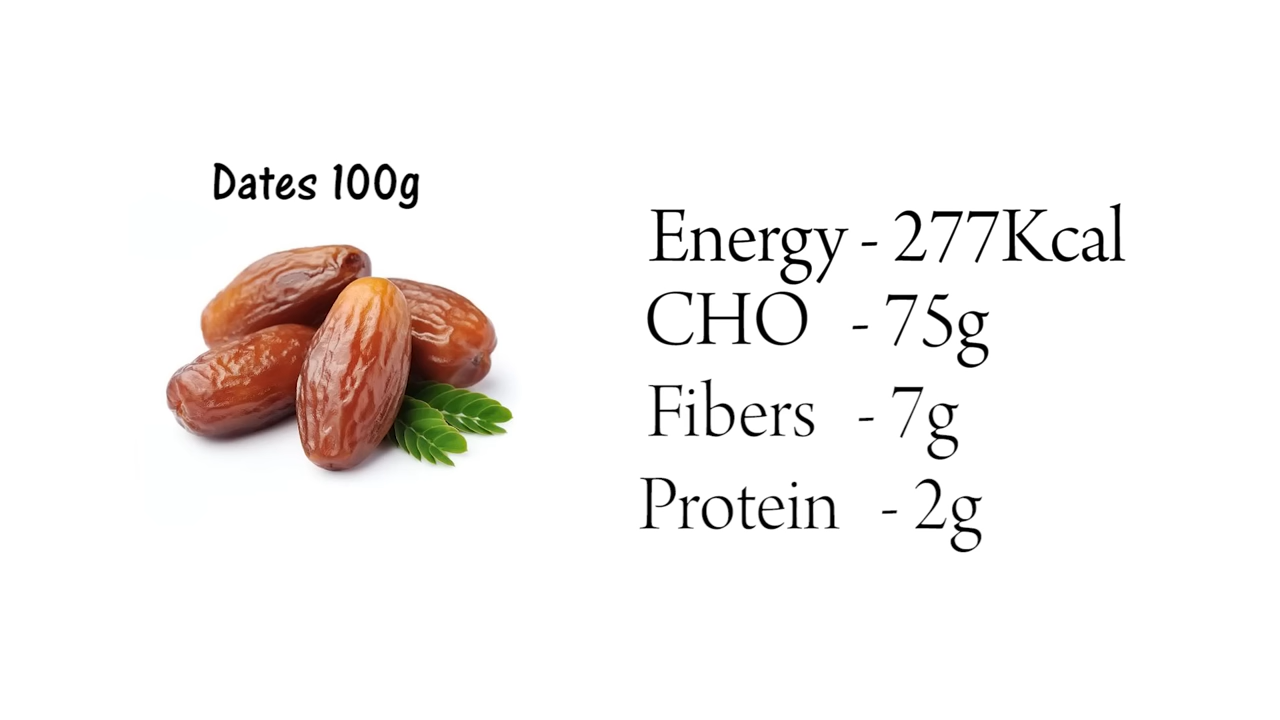 Dates 100g
Energy - 277Kcal
CHO - 75g
Fibers - 7g
Protein - 2g